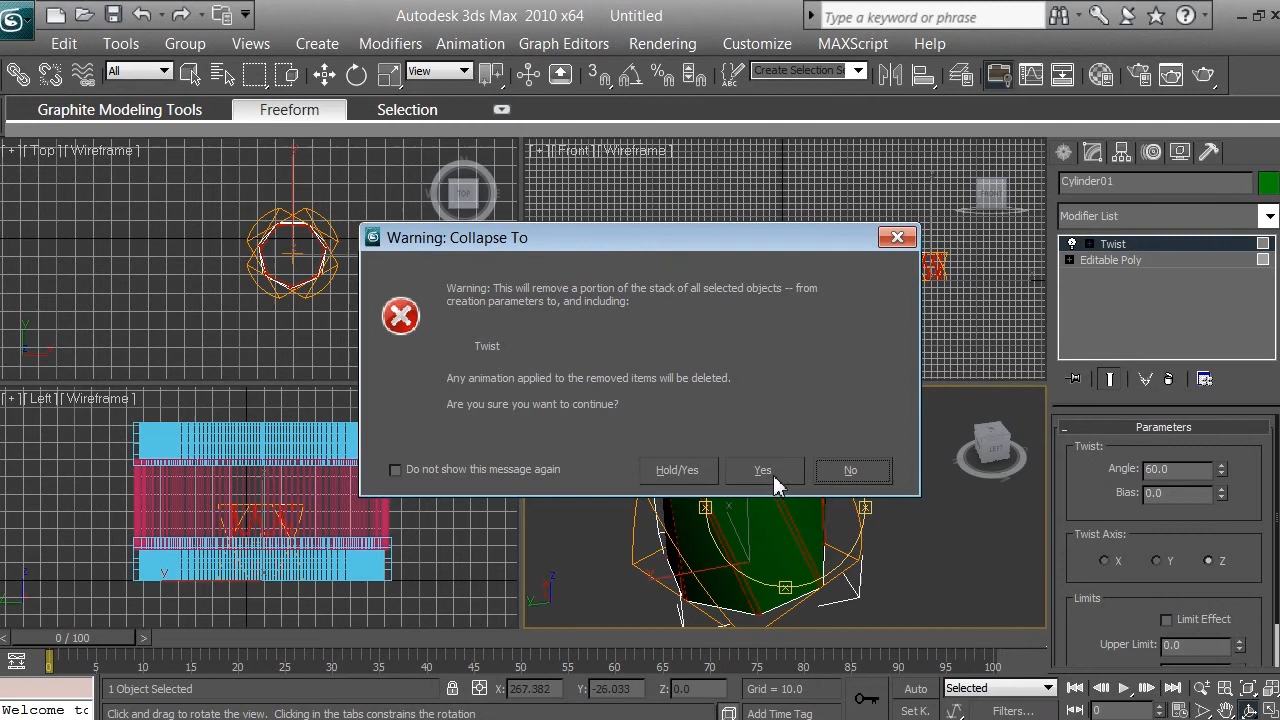 Autodesk 3ds Max 2010 x64 Untitled
Type a keyword or phrase
Edit Tools Group Views Create Modifiers Animation Graph Editors Rendering Customize MAXScript Help
All View Create Selection Se
Graphite Modeling Tools Freeform Selection
[ + ][ Top ][ Wireframe ] [ + ][ Front ][ Wireframe ]
TOP FRONT
Cylinder01
Modifier List
Twist
Editable Poly
Warning: Collapse To
Warning: This will remove a portion of the stack of all selected objects -- from
creation parameters to, and including:
Twist
Any animation applied to the removed items will be deleted.
Are you sure you want to continue?
Do not show this message again Hold/Yes Yes No
[ + ][ Left ][ Wireframe ]
LEFT
Parameters
Twist:
Angle: 60.0
Bias: 0.0
Twist Axis:
X Y Z
Limits
Limit Effect
Upper Limit: 0.0
< 0 / 100 >
0 5 10 15 20 25 30 35 40 45 50 55 60 65 70 75 80 85 90 95 100
1 Object Selected X: 267.382 Y: -26.033 Z: 0.0 Grid = 10.0 Auto Selected
Welcome to Click and drag to rotate the view. Clicking in the tabs constrains the rotation Add Time Tag Set K. Filters... 0